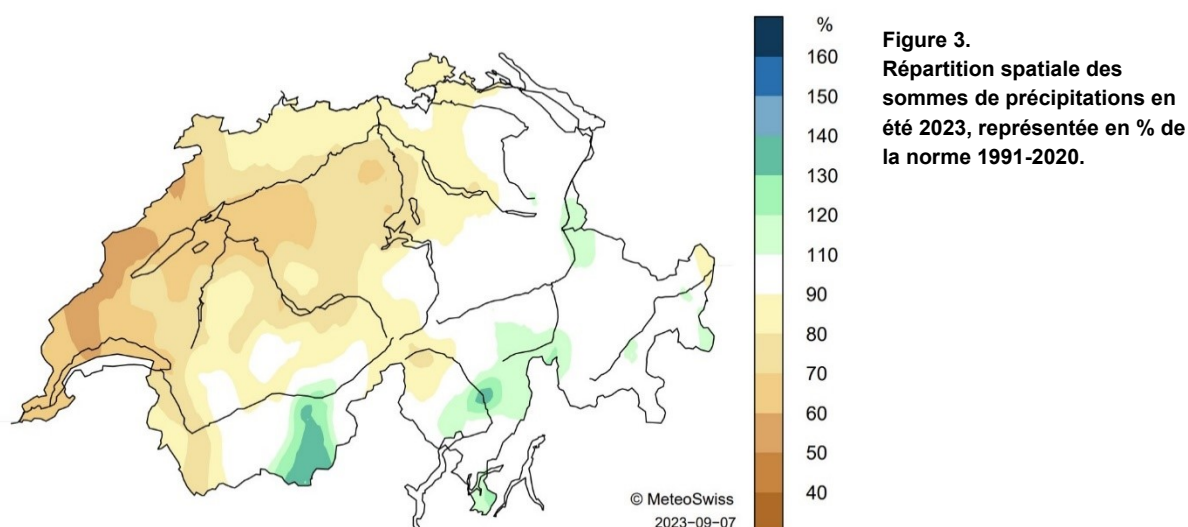 %
160
150
140
130
120
110
90
80
70
60
50
40
© MeteoSwiss
2023-09-07
Figure 3.
Répartition spatiale des
sommes de précipitations en
été 2023, représentée en % de
la norme 1991-2020.